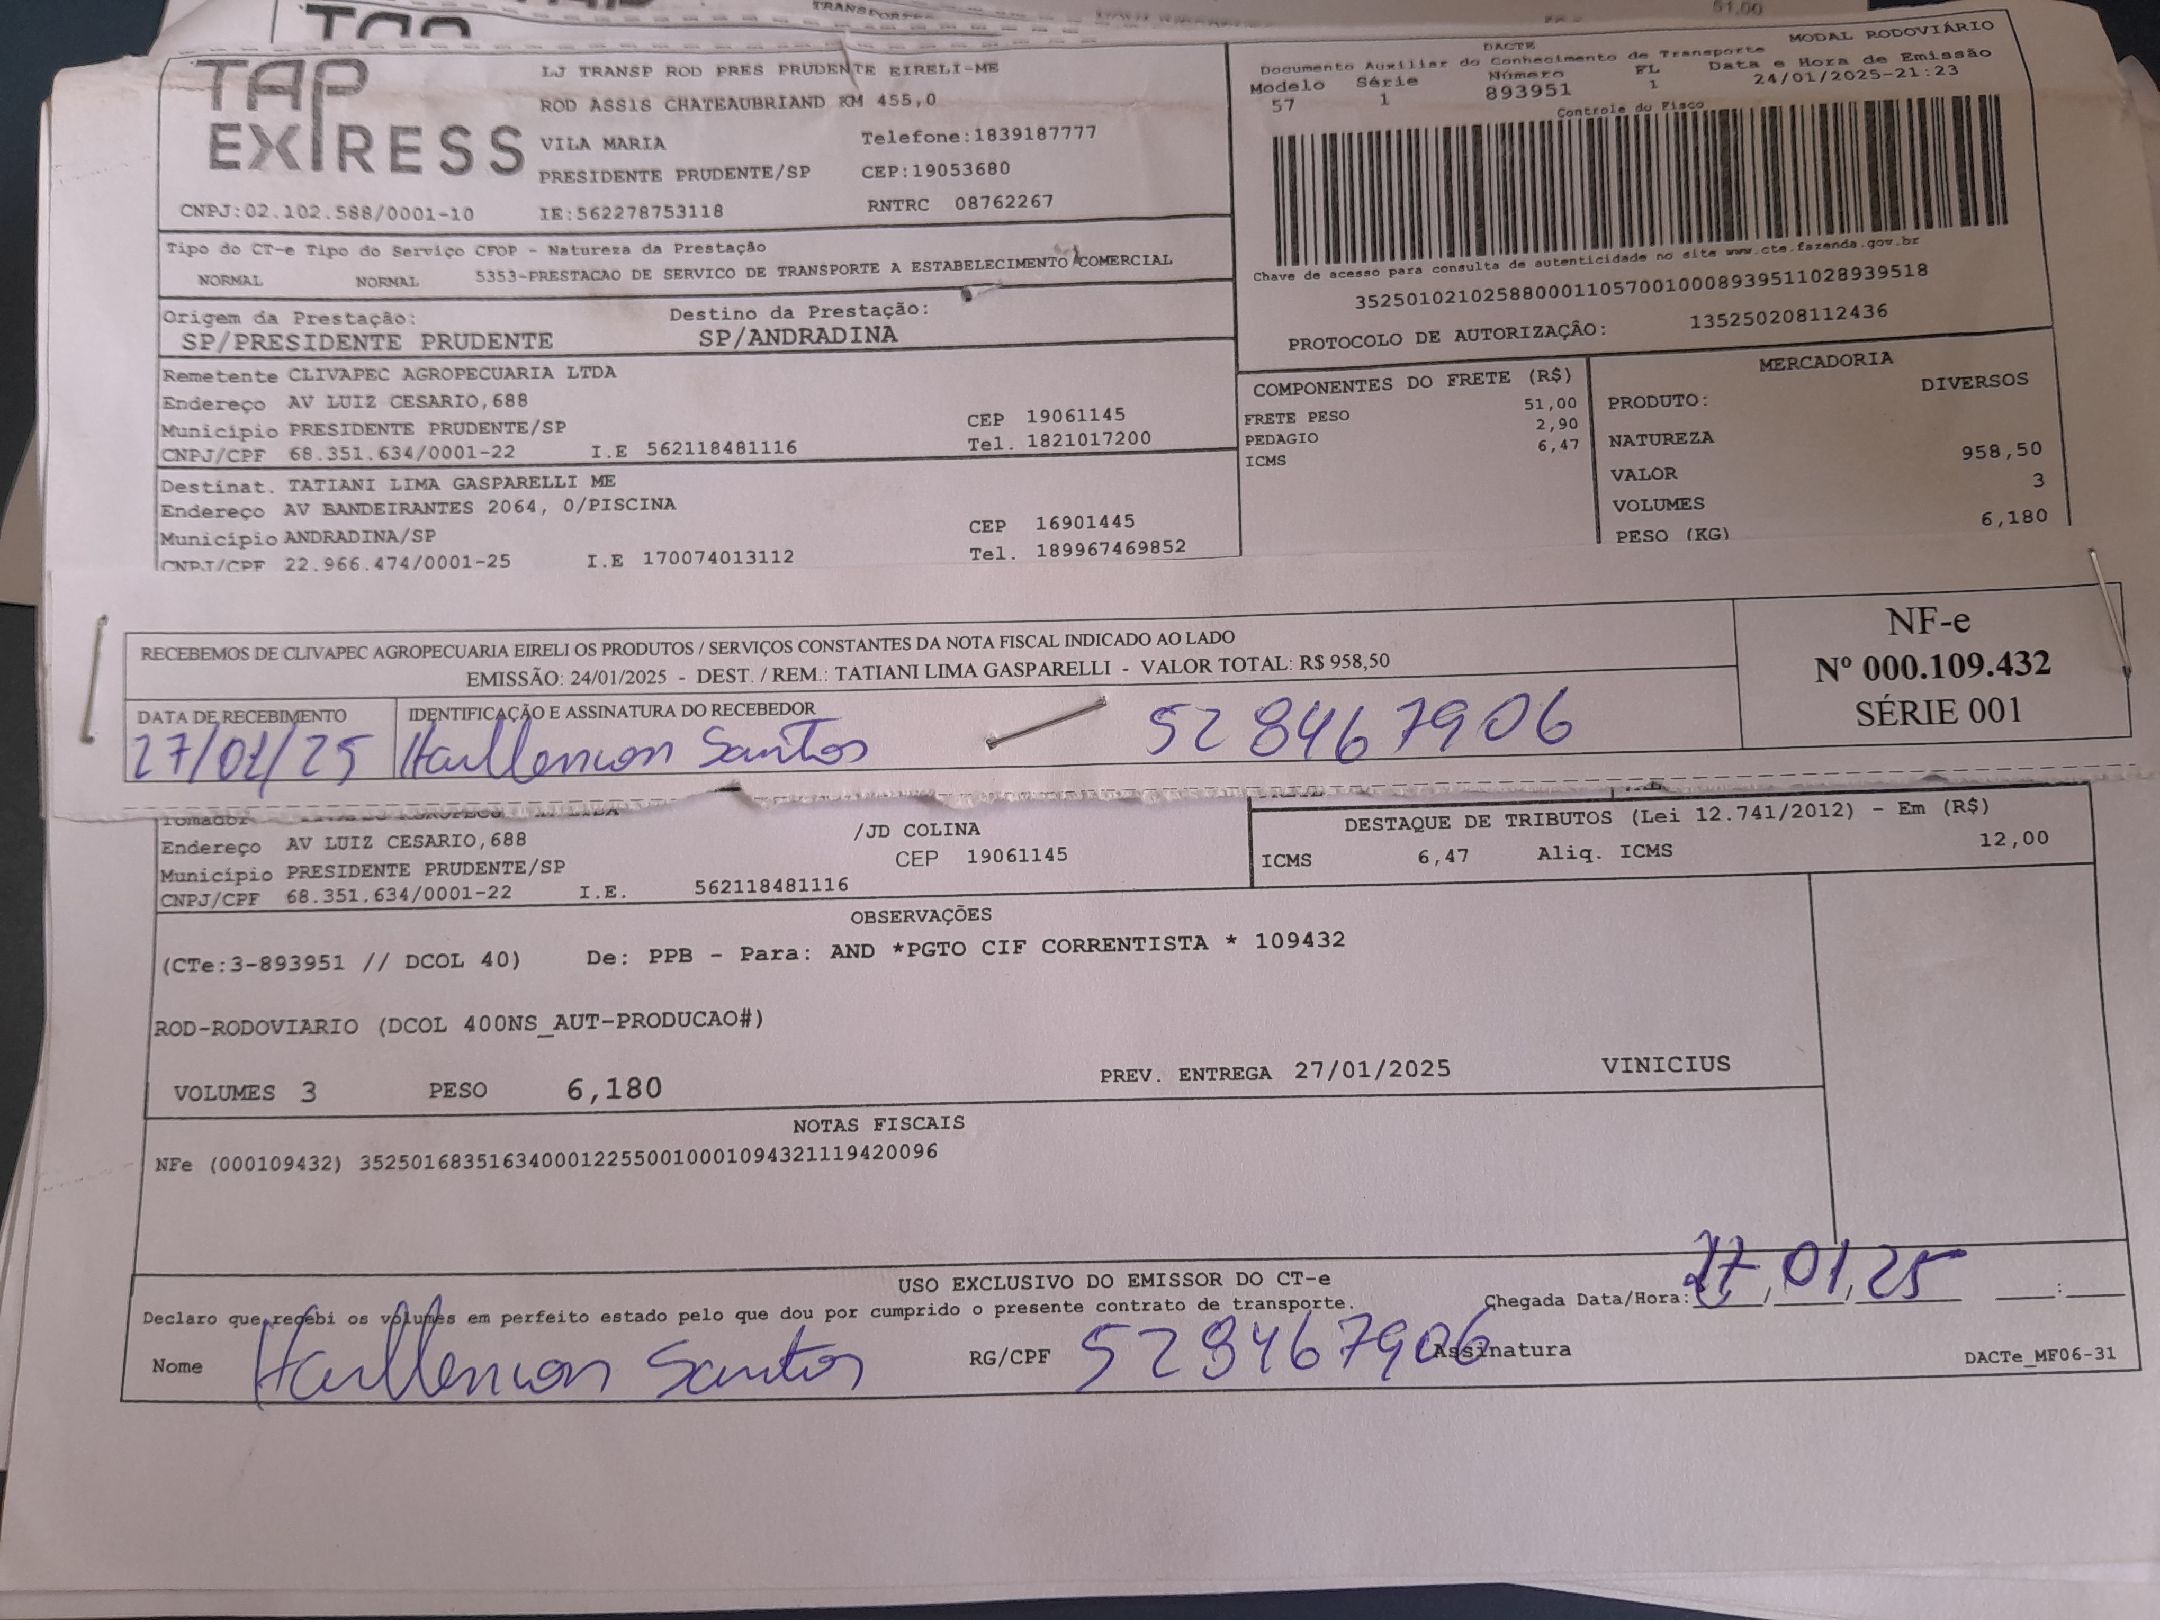 TAP EXPRESS
LJ TRANSP ROD PRES PRUDENTE EIRELI-ME
ROD ASSIS CHATEAUBRIAND KM 455,0
VILA MARIA Telefone:1839187777
PRESIDENTE PRUDENTE/SP CEP:19053680
CNPJ:02.102.588/0001-10 IE:562278753118 RNTRC 08762267
DACTE MODAL RODOVIÁRIO
Documento Auxiliar do Conhecimento de Transporte
Modelo Série Número FL Data e Hora de Emissão
57 1 893951 1 24/01/2025-21:23
Controle do Fisco
Chave de acesso para consulta de autenticidade no site www.cte.fazenda.gov.br
35250102102588000110570010008939511028939518
PROTOCOLO DE AUTORIZAÇÃO: 135250208112436
Tipo do CT-e Tipo do Serviço CFOP - Natureza da Prestação
NORMAL NORMAL 5353-PRESTACAO DE SERVICO DE TRANSPORTE A ESTABELECIMENTO COMERCIAL
Origem da Prestação: Destino da Prestação:
SP/PRESIDENTE PRUDENTE SP/ANDRADINA
Remetente CLIVAPEC AGROPECUARIA LTDA
Endereço AV LUIZ CESARIO,688
Município PRESIDENTE PRUDENTE/SP CEP 19061145
CNPJ/CPF 68.351.634/0001-22 I.E 562118481116 Tel. 1821017200
Destinat. TATIANI LIMA GASPARELLI ME
Endereço AV BANDEIRANTES 2064, 0/PISCINA
Município ANDRADINA/SP CEP 16901445
CNPJ/CPF 22.966.474/0001-25 I.E 170074013112 Tel. 189967469852
COMPONENTES DO FRETE (R$)
FRETE PESO 51,00
PEDAGIO 2,90
ICMS 6,47
MERCADORIA
PRODUTO: DIVERSOS
NATUREZA
VALOR 958,50
VOLUMES 3
PESO (KG) 6,180
RECEBEMOS DE CLIVAPEC AGROPECUARIA EIRELI OS PRODUTOS / SERVIÇOS CONSTANTES DA NOTA FISCAL INDICADO AO LADO
EMISSÃO: 24/01/2025 - DEST. / REM.: TATIANI LIMA GASPARELLI - VALOR TOTAL: R$ 958,50
DATA DE RECEBIMENTO IDENTIFICAÇÃO E ASSINATURA DO RECEBEDOR
27/01/25 Santos 528467906
NF-e
Nº 000.109.432
SÉRIE 001
Endereço AV LUIZ CESARIO,688 /JD COLINA
Município PRESIDENTE PRUDENTE/SP CEP 19061145
CNPJ/CPF 68.351.634/0001-22 I.E. 562118481116
DESTAQUE DE TRIBUTOS (Lei 12.741/2012) - Em (R$)
ICMS 6,47 Aliq. ICMS 12,00
OBSERVAÇÕES
(CTe:3-893951 // DCOL 40) De: PPB - Para: AND *PGTO CIF CORRENTISTA * 109432
ROD-RODOVIARIO (DCOL 400NS_AUT-PRODUCAO#)
VOLUMES 3 PESO 6,180 PREV. ENTREGA 27/01/2025 VINICIUS
NOTAS FISCAIS
NFe (000109432) 35250168351634000122550010001094321119420096
USO EXCLUSIVO DO EMISSOR DO CT-e
Declaro que recebi os volumes em perfeito estado pelo que dou por cumprido o presente contrato de transporte. Chegada Data/Hora: 27/01/25 __:__
Nome Santos RG/CPF 528467906 Assinatura DACTe_MF06-31